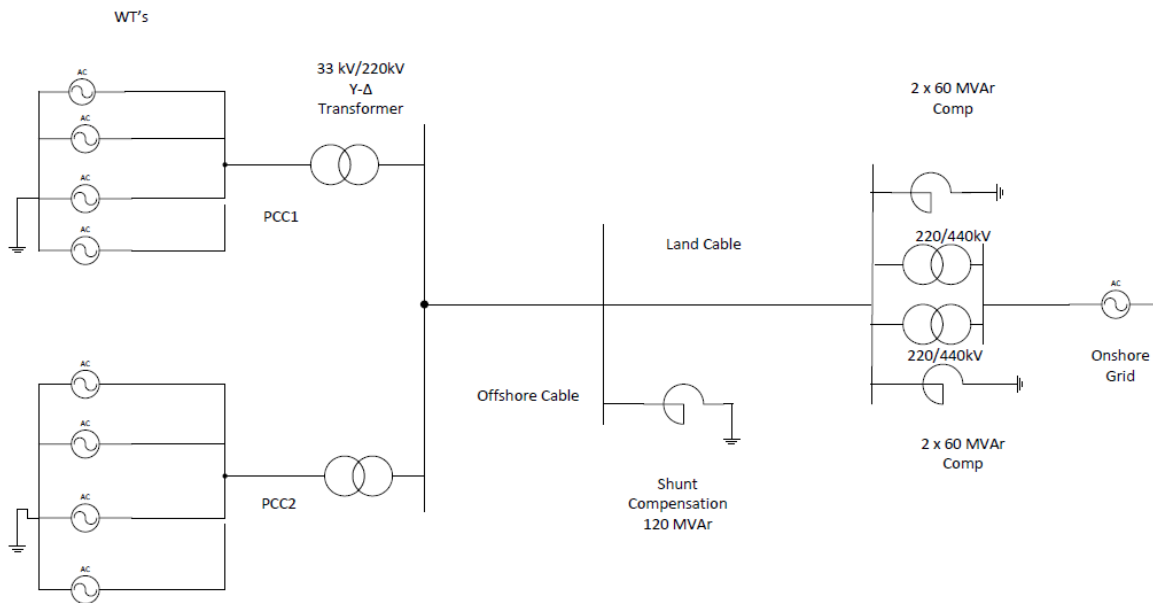 WT's
AC
AC
AC
AC
33 kV/220kV
Y-Δ
Transformer
PCC1
AC
AC
AC
AC
PCC2
Offshore Cable
Land Cable
Shunt
Compensation
120 MVAr
2 x 60 MVAr
Comp
220/440kV
220/440kV
2 x 60 MVAr
Comp
AC
Onshore
Grid